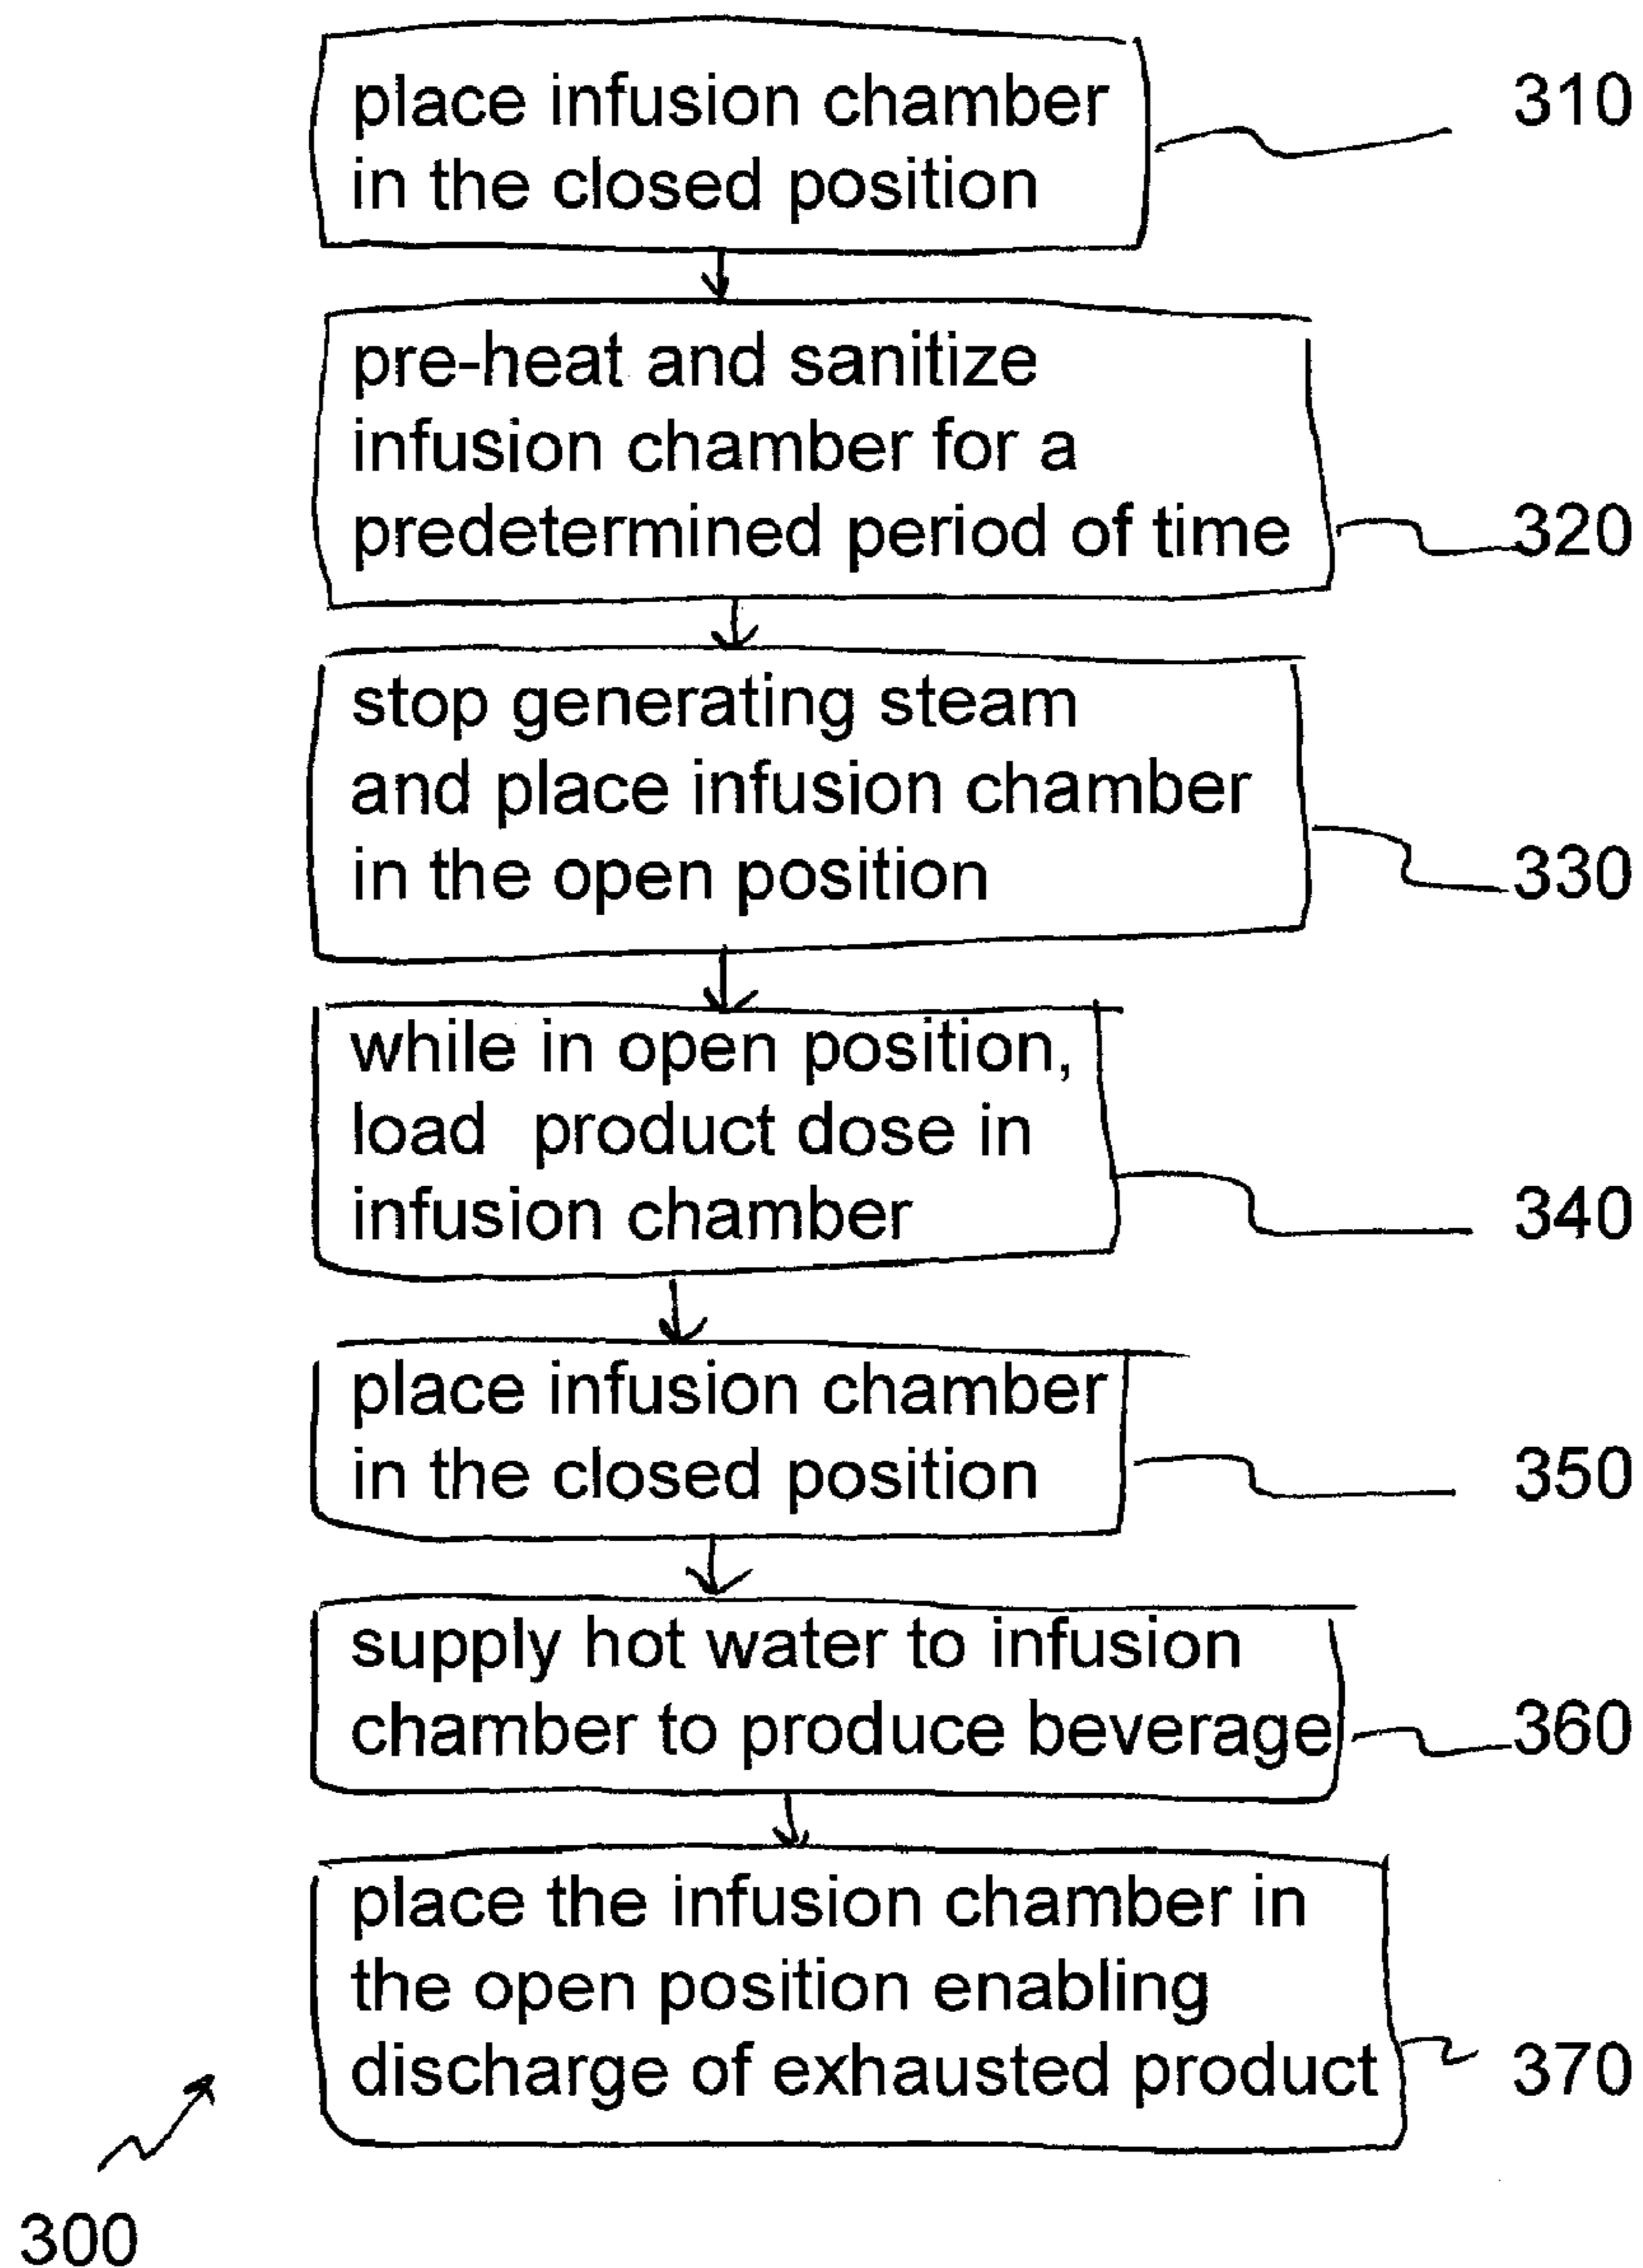 place infusion chamber
in the closed position
310
pre-heat and sanitize
infusion chamber for a
predetermined period of time
320
stop generating steam
and place infusion chamber
in the open position
330
while in open position,
load product dose in
infusion chamber
340
place infusion chamber
in the closed position
350
supply hot water to infusion
chamber to produce beverage
360
place the infusion chamber in
the open position enabling
discharge of exhausted product
370
300